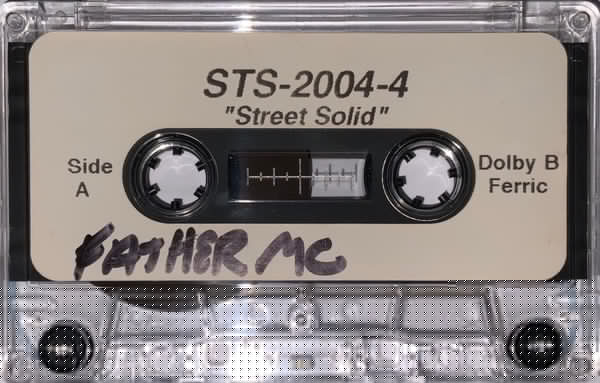 STS-2004-4
"Street Solid"
Side
A
Dolby B
Ferric
FATHER MC